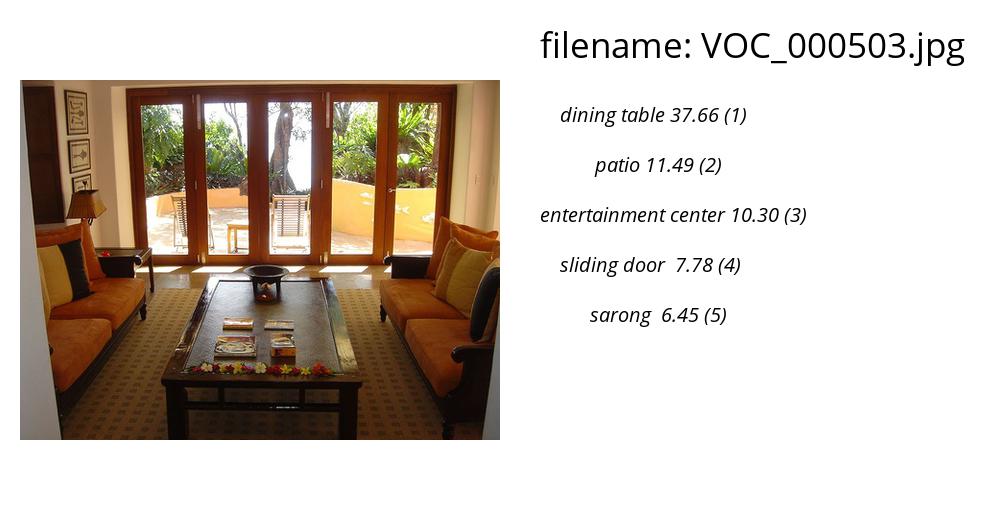 filename: VOC_000503.jpg
dining table 37.66 (1)
patio 11.49 (2)
entertainment center 10.30 (3)
sliding door 7.78 (4)
sarong 6.45 (5)